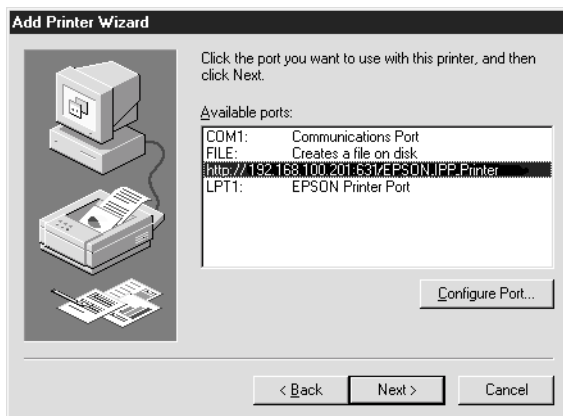 Add Printer Wizard
Click the port you want to use with this printer, and then
click Next.
Available ports:
COM1: Communications Port
FILE: Creates a file on disk
http://192.168.100.201:631/EPSON_IPP_Printer
LPT1: EPSON Printer Port
Configure Port...
< Back Next > Cancel